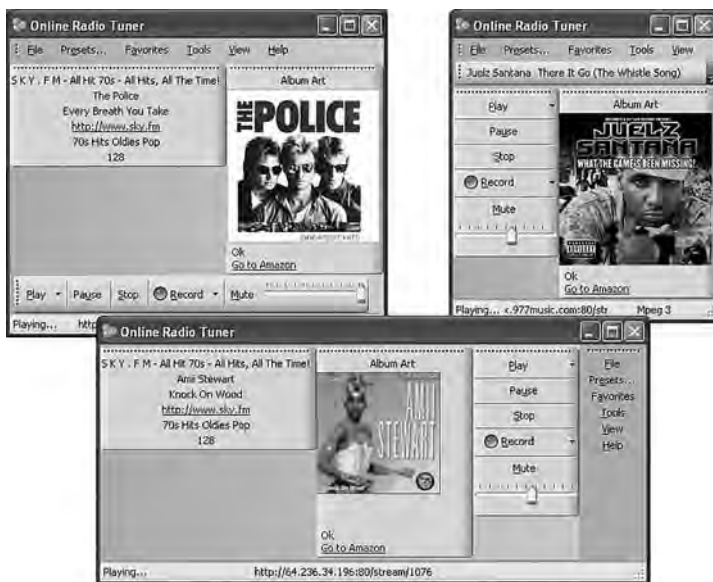 Online Radio Tuner
File Presets... Favorites Tools View Help
S K Y . F M - All Hit 70s - All Hits, All The Time!
The Police
Every Breath You Take
http://www.sky.fm
70s Hits Oldies Pop
128
Album Art
THE POLICE
GREATEST HITS
Ok
Go to Amazon
Play Pause Stop Record Mute
Playing... http
Online Radio Tuner
File Presets... Favorites Tools View
Juelz Santana There It Go (The Whistle Song)
Play
Pause
Stop
Record
Mute
Album Art
JUELZ
SANTANA
WHAT THE GAME'S BEEN MISSING!
Ok
Go to Amazon
Playing... x.977music.com:80/str Mpeg 3
Online Radio Tuner
S K Y . F M - All Hit 70s - All Hits, All The Time!
Amii Stewart
Knock On Wood
http://www.sky.fm
70s Hits Oldies Pop
128
Album Art
AMII
STEWART
Ok
Go to Amazon
Play
Pause
Stop
Record
Mute
File
Presets...
Favorites
Tools
View
Help
Playing... http://64.236.34.196:80/stream/1076